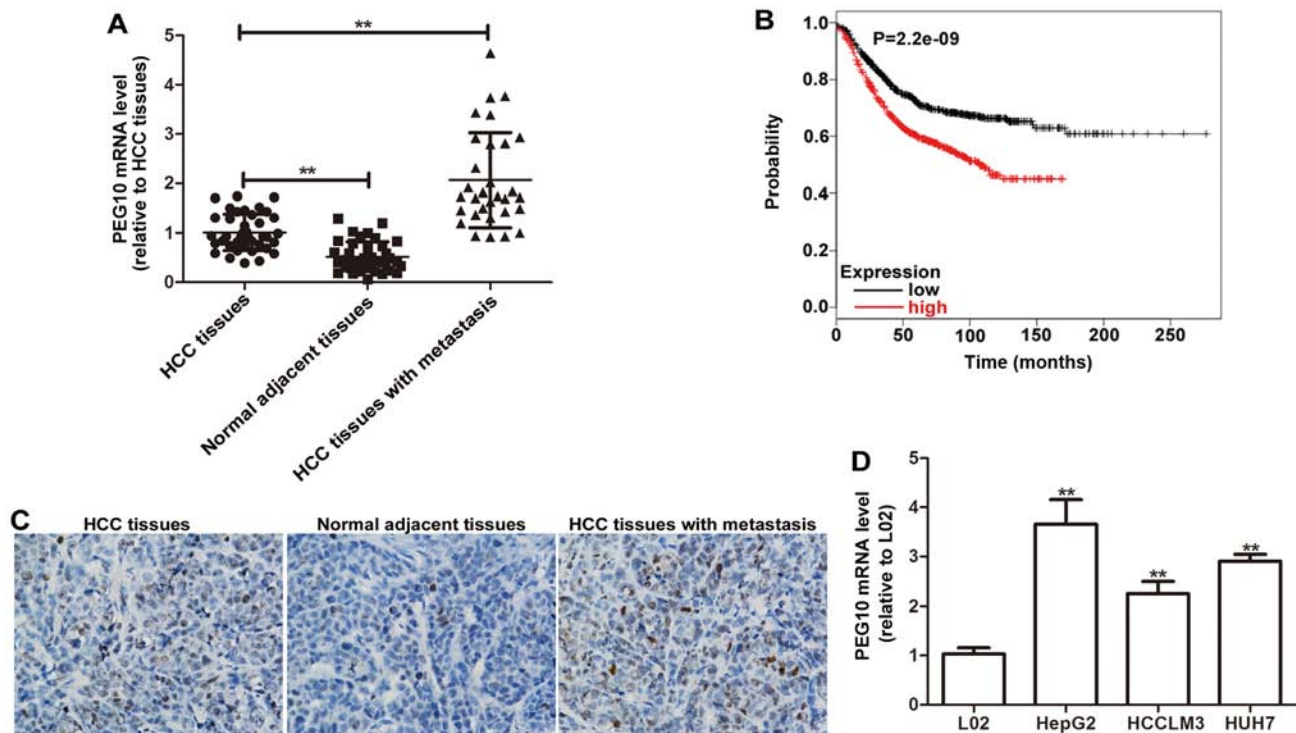 A
**
**
PEG10 mRNA level
(relative to HCC tissues)
5
4
3
2
1
0
HCC tissues
Normal adjacent tissues
HCC tissues with metastasis
B
P=2.2e-09
Probability
1.0
0.8
0.6
0.4
0.2
0.0
Expression
low
high
0 50 100 150 200 250
Time (months)
C
HCC tissues
Normal adjacent tissues
HCC tissues with metastasis
D
PEG10 mRNA level
(relative to L02)
5
4
3
2
1
0
**
**
**
L02 HepG2 HCCLM3 HUH7